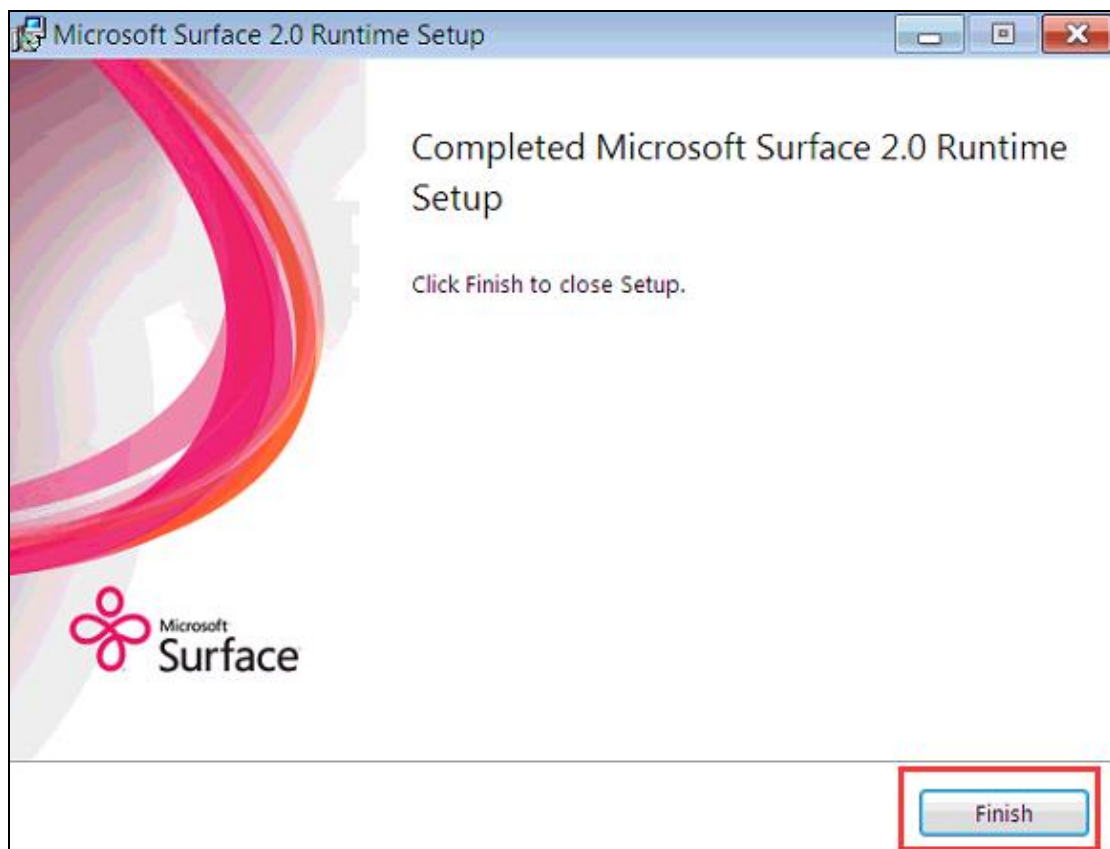 Microsoft Surface 2.0 Runtime Setup
Completed Microsoft Surface 2.0 Runtime
Setup
Click Finish to close Setup.
Microsoft
Surface
Finish